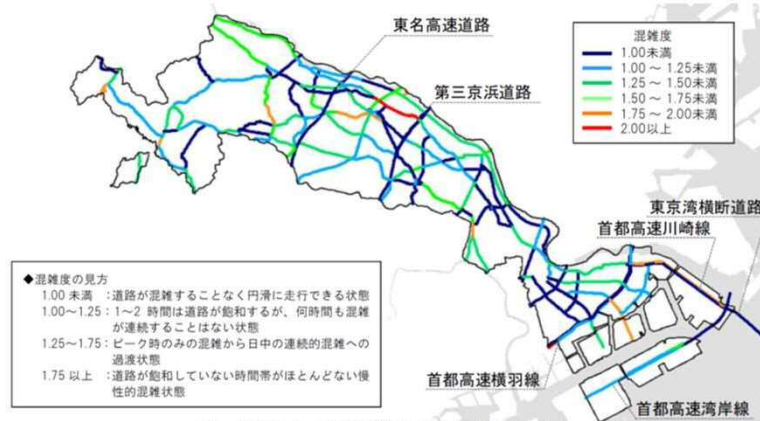 東名高速道路
第三京浜道路
混雑度
1.00未満
1.00 ～ 1.25未満
1.25 ～ 1.50未満
1.50 ～ 1.75未満
1.75 ～ 2.00未満
2.00以上
東京湾横断道路
首都高速川崎線
◆混雑度の見方
1.00 未満 ：道路が混雑することなく円滑に走行できる状態
1.00～1.25：1～2 時間は道路が飽和するが、何時間も混雑
が連続することはない状態
1.25～1.75：ピーク時のみの混雑から日中の連続的混雑への
過渡状態
1.75 以上 ：道路が飽和していない時間帯がほとんどない慢
性的混雑状態
首都高速横羽線
首都高速湾岸線